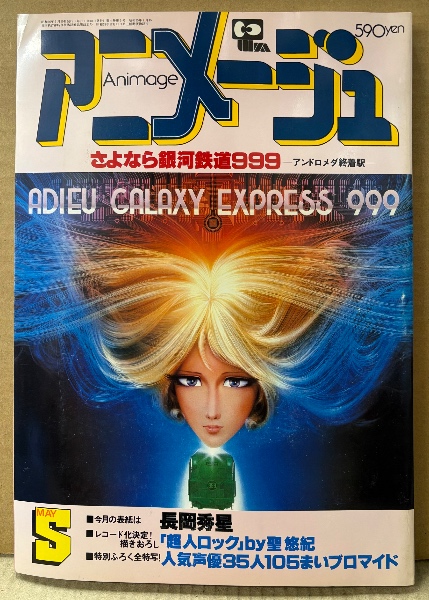 590yen
アニメージュ
Animage
さよなら銀河鉄道999 —アンドロメダ終着駅
ADIEU GALAXY EXPRESS 999
MAY
5
■今月の表紙は 長岡秀星
■レコード化決定！描きおろし 「超人ロック」by聖 悠紀
■特別ふろく全特写！ 人気声優35人105まいブロマイド